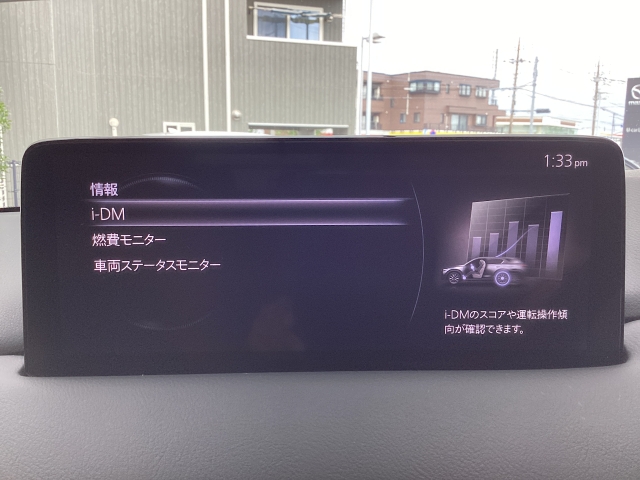 1:33 pm
情報
i-DM
燃費モニター
車両ステータスモニター
i-DMのスコアや運転操作傾
向が確認できます。